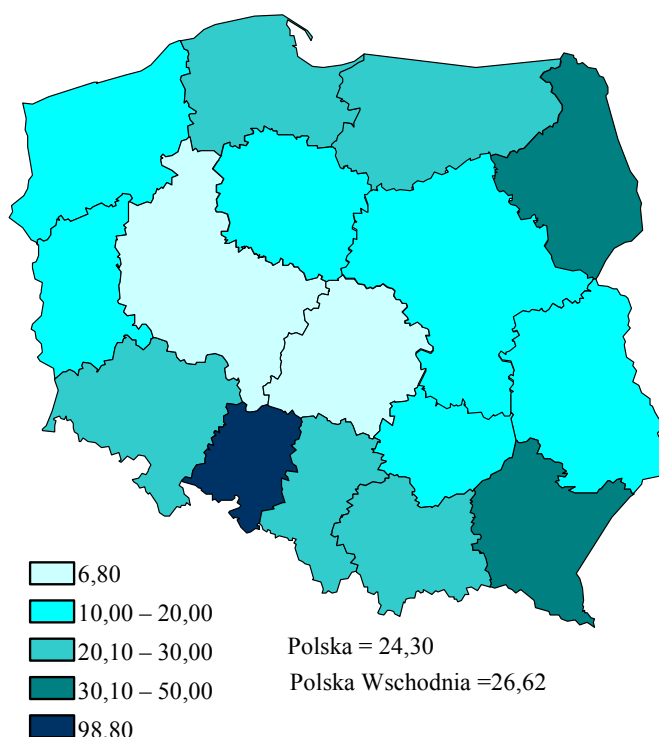 6,80
10,00 – 20,00
20,10 – 30,00
30,10 – 50,00
98,80
Polska = 24,30
Polska Wschodnia =26,62